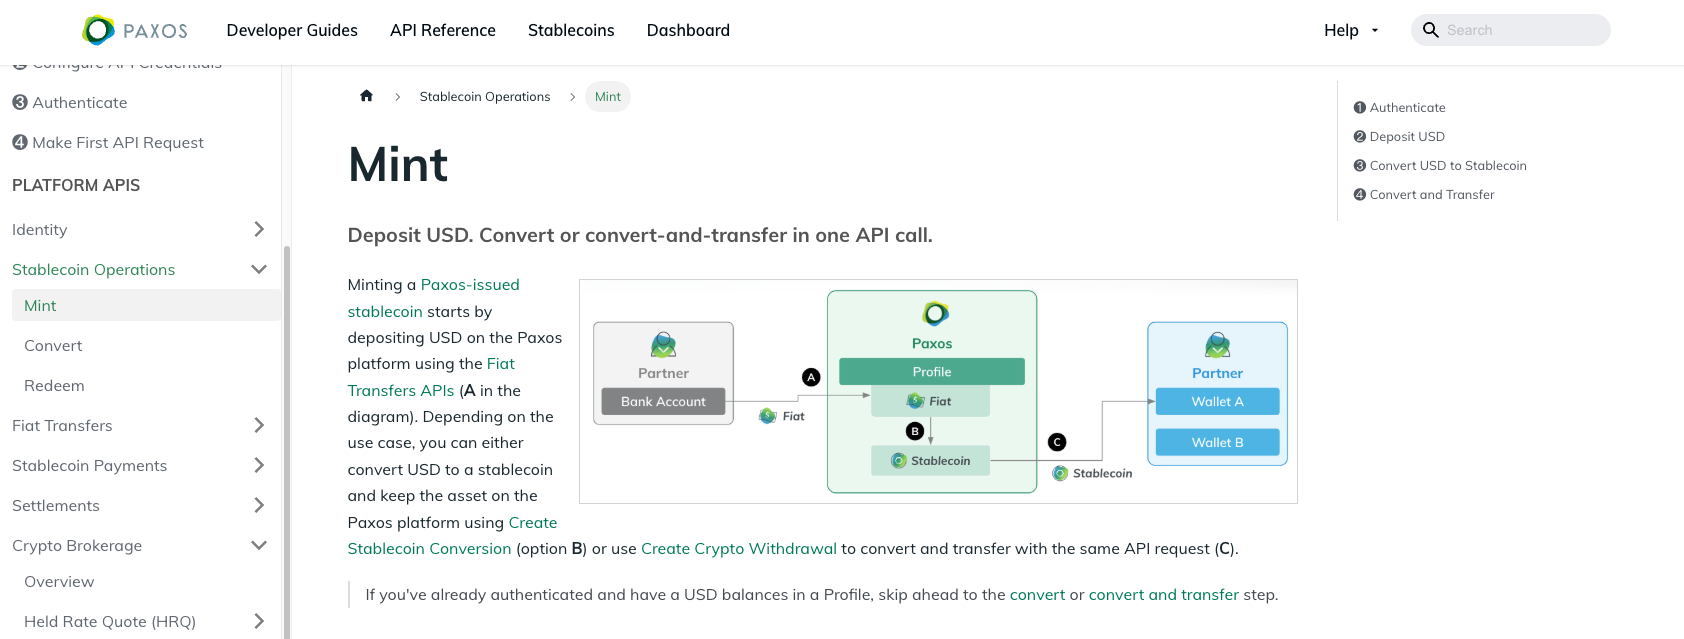 PAXOS
Developer Guides
API Reference
Stablecoins
Dashboard
Help
Search
2 Configure API Credentials
3 Authenticate
4 Make First API Request
PLATFORM APIS
Identity
Stablecoin Operations
Mint
Convert
Redeem
Fiat Transfers
Stablecoin Payments
Settlements
Crypto Brokerage
Overview
Held Rate Quote (HRQ)
Stablecoin Operations
Mint
Mint
Deposit USD. Convert or convert-and-transfer in one API call.
Minting a Paxos-issued
stablecoin starts by
depositing USD on the Paxos
platform using the Fiat
Transfers APIs (A in the
diagram). Depending on the
use case, you can either
convert USD to a stablecoin
and keep the asset on the
Paxos platform using Create
Stablecoin Conversion (option B) or use Create Crypto Withdrawal to convert and transfer with the same API request (C).
Partner
Bank Account
A
Fiat
Paxos
Profile
Fiat
B
Stablecoin
C
Stablecoin
Partner
Wallet A
Wallet B
If you've already authenticated and have a USD balances in a Profile, skip ahead to the convert or convert and transfer step.
1 Authenticate
2 Deposit USD
3 Convert USD to Stablecoin
4 Convert and Transfer